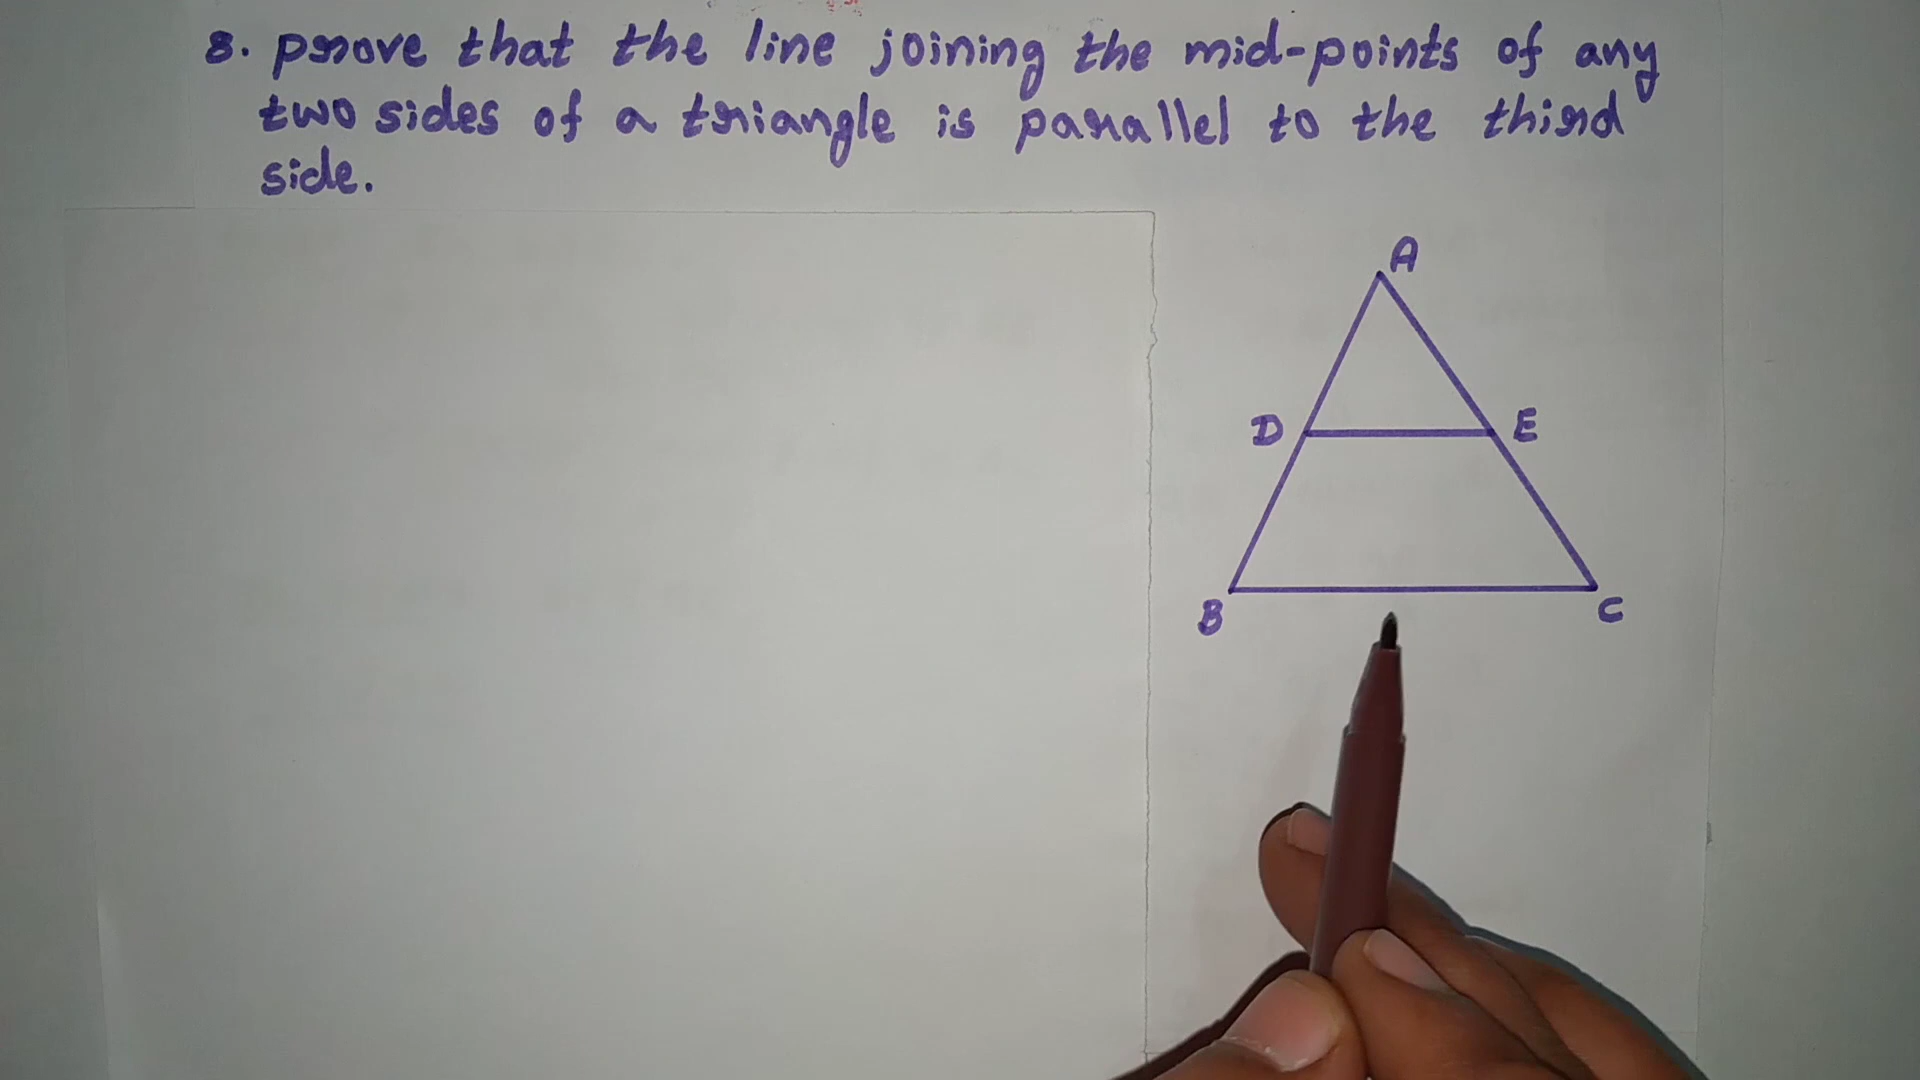 8. prove that the line joining the mid-points of any
two sides of a triangle is parallel to the third
side.
A
D E
B C